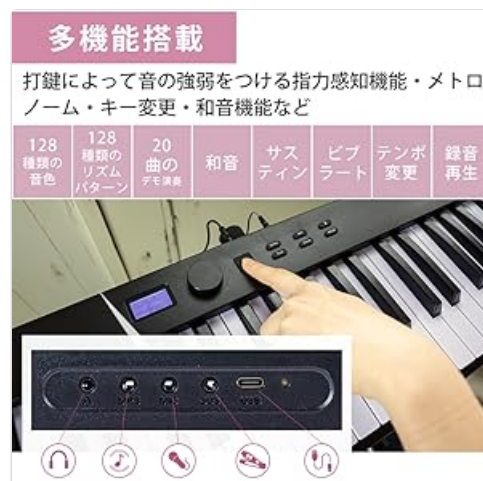 多機能搭載
打鍵によって音の強弱をつける指力感知機能・メトロ
ノーム・キー変更・和音機能など
128
種類の
音色
128
種類の
リズム
パターン
20
曲の
デモ演奏
和音
サス
ティン
ビブ
ラート
テンポ
変更
録音
再生